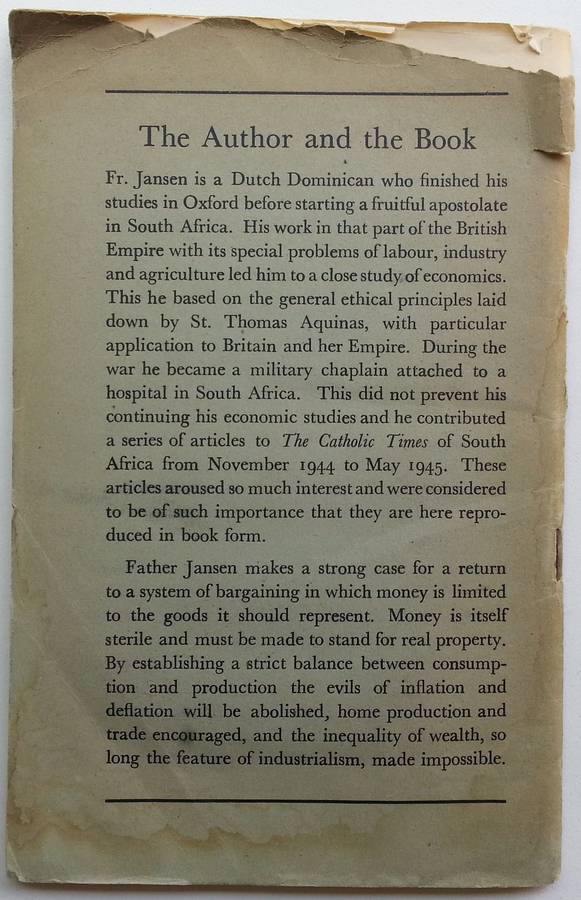 The Author and the Book
Fr. Jansen is a Dutch Dominican who finished his
studies in Oxford before starting a fruitful apostolate
in South Africa. His work in that part of the British
Empire with its special problems of labour, industry
and agriculture led him to a close study of economics.
This he based on the general ethical principles laid
down by St. Thomas Aquinas, with particular
application to Britain and her Empire. During the
war he became a military chaplain attached to a
hospital in South Africa. This did not prevent his
continuing his economic studies and he contributed
a series of articles to The Catholic Times of South
Africa from November 1944 to May 1945. These
articles aroused so much interest and were considered
to be of such importance that they are here repro-
duced in book form.
Father Jansen makes a strong case for a return
to a system of bargaining in which money is limited
to the goods it should represent. Money is itself
sterile and must be made to stand for real property.
By establishing a strict balance between consump-
tion and production the evils of inflation and
deflation will be abolished, home production and
trade encouraged, and the inequality of wealth, so
long the feature of industrialism, made impossible.